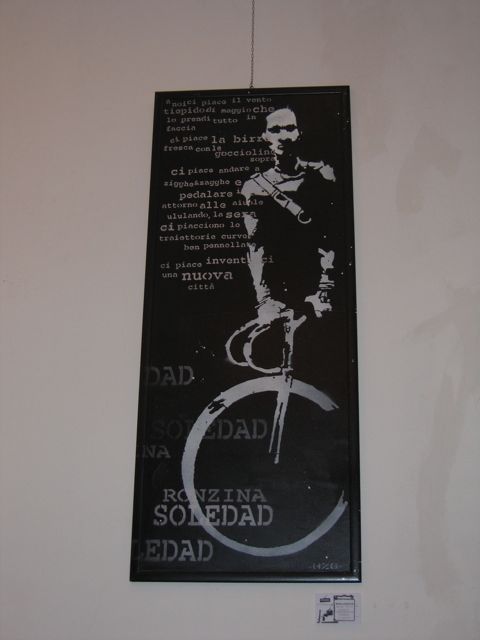 a noi ci piace il vento
tiepido di maggio che
lo prendi tutto in
faccia
ci piace la birra
fresca con le
goccioline
sopra
ci piace andare a
zigghe&zagghe e
pedalare
attorno alle aiuole
ululando, la sera
ci piacciono le
traiettorie curve
ben pennellate
ci piace inventarci
una nuova
città
DAD
SOLEDAD
NA
RONZINA
SOLEDAD
LEDAD